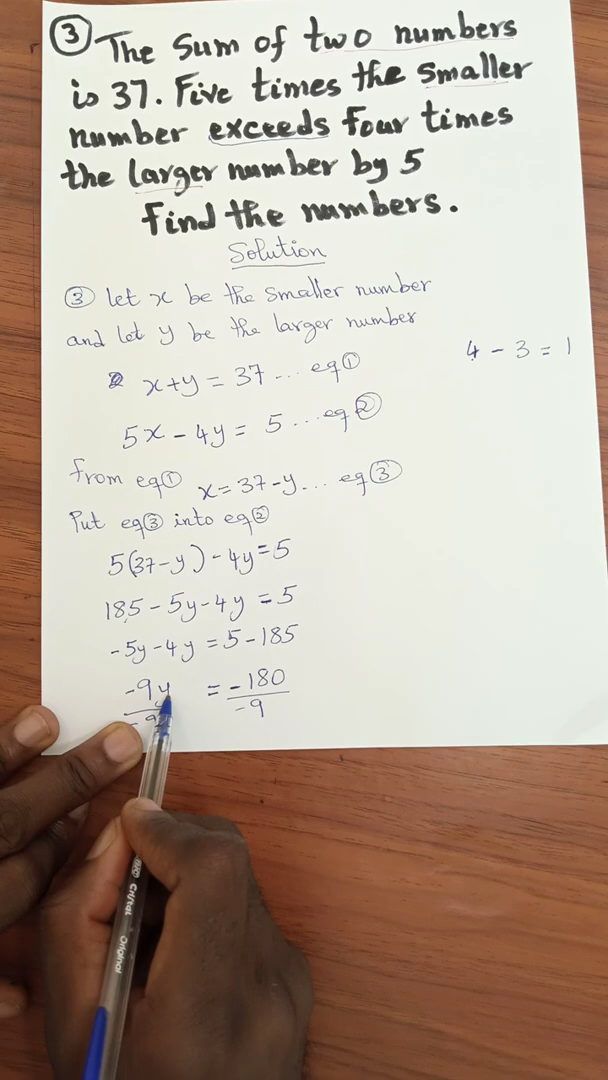 ③ The Sum of two numbers
is 37. Five times the smaller
number exceeds four times
the larger number by 5
Find the numbers.
Solution
③ let x be the smaller number
and let y be the larger number
x+y = 37 ... eq①
4 - 3 = 1
5x - 4y = 5 ... eq②
from eq① x = 37-y ... eq③
Put eq③ into eq②
5(37-y) - 4y = 5
185 - 5y - 4y = 5
-5y - 4y = 5 - 185
-9y = -180
-9 -9
Cristal Original